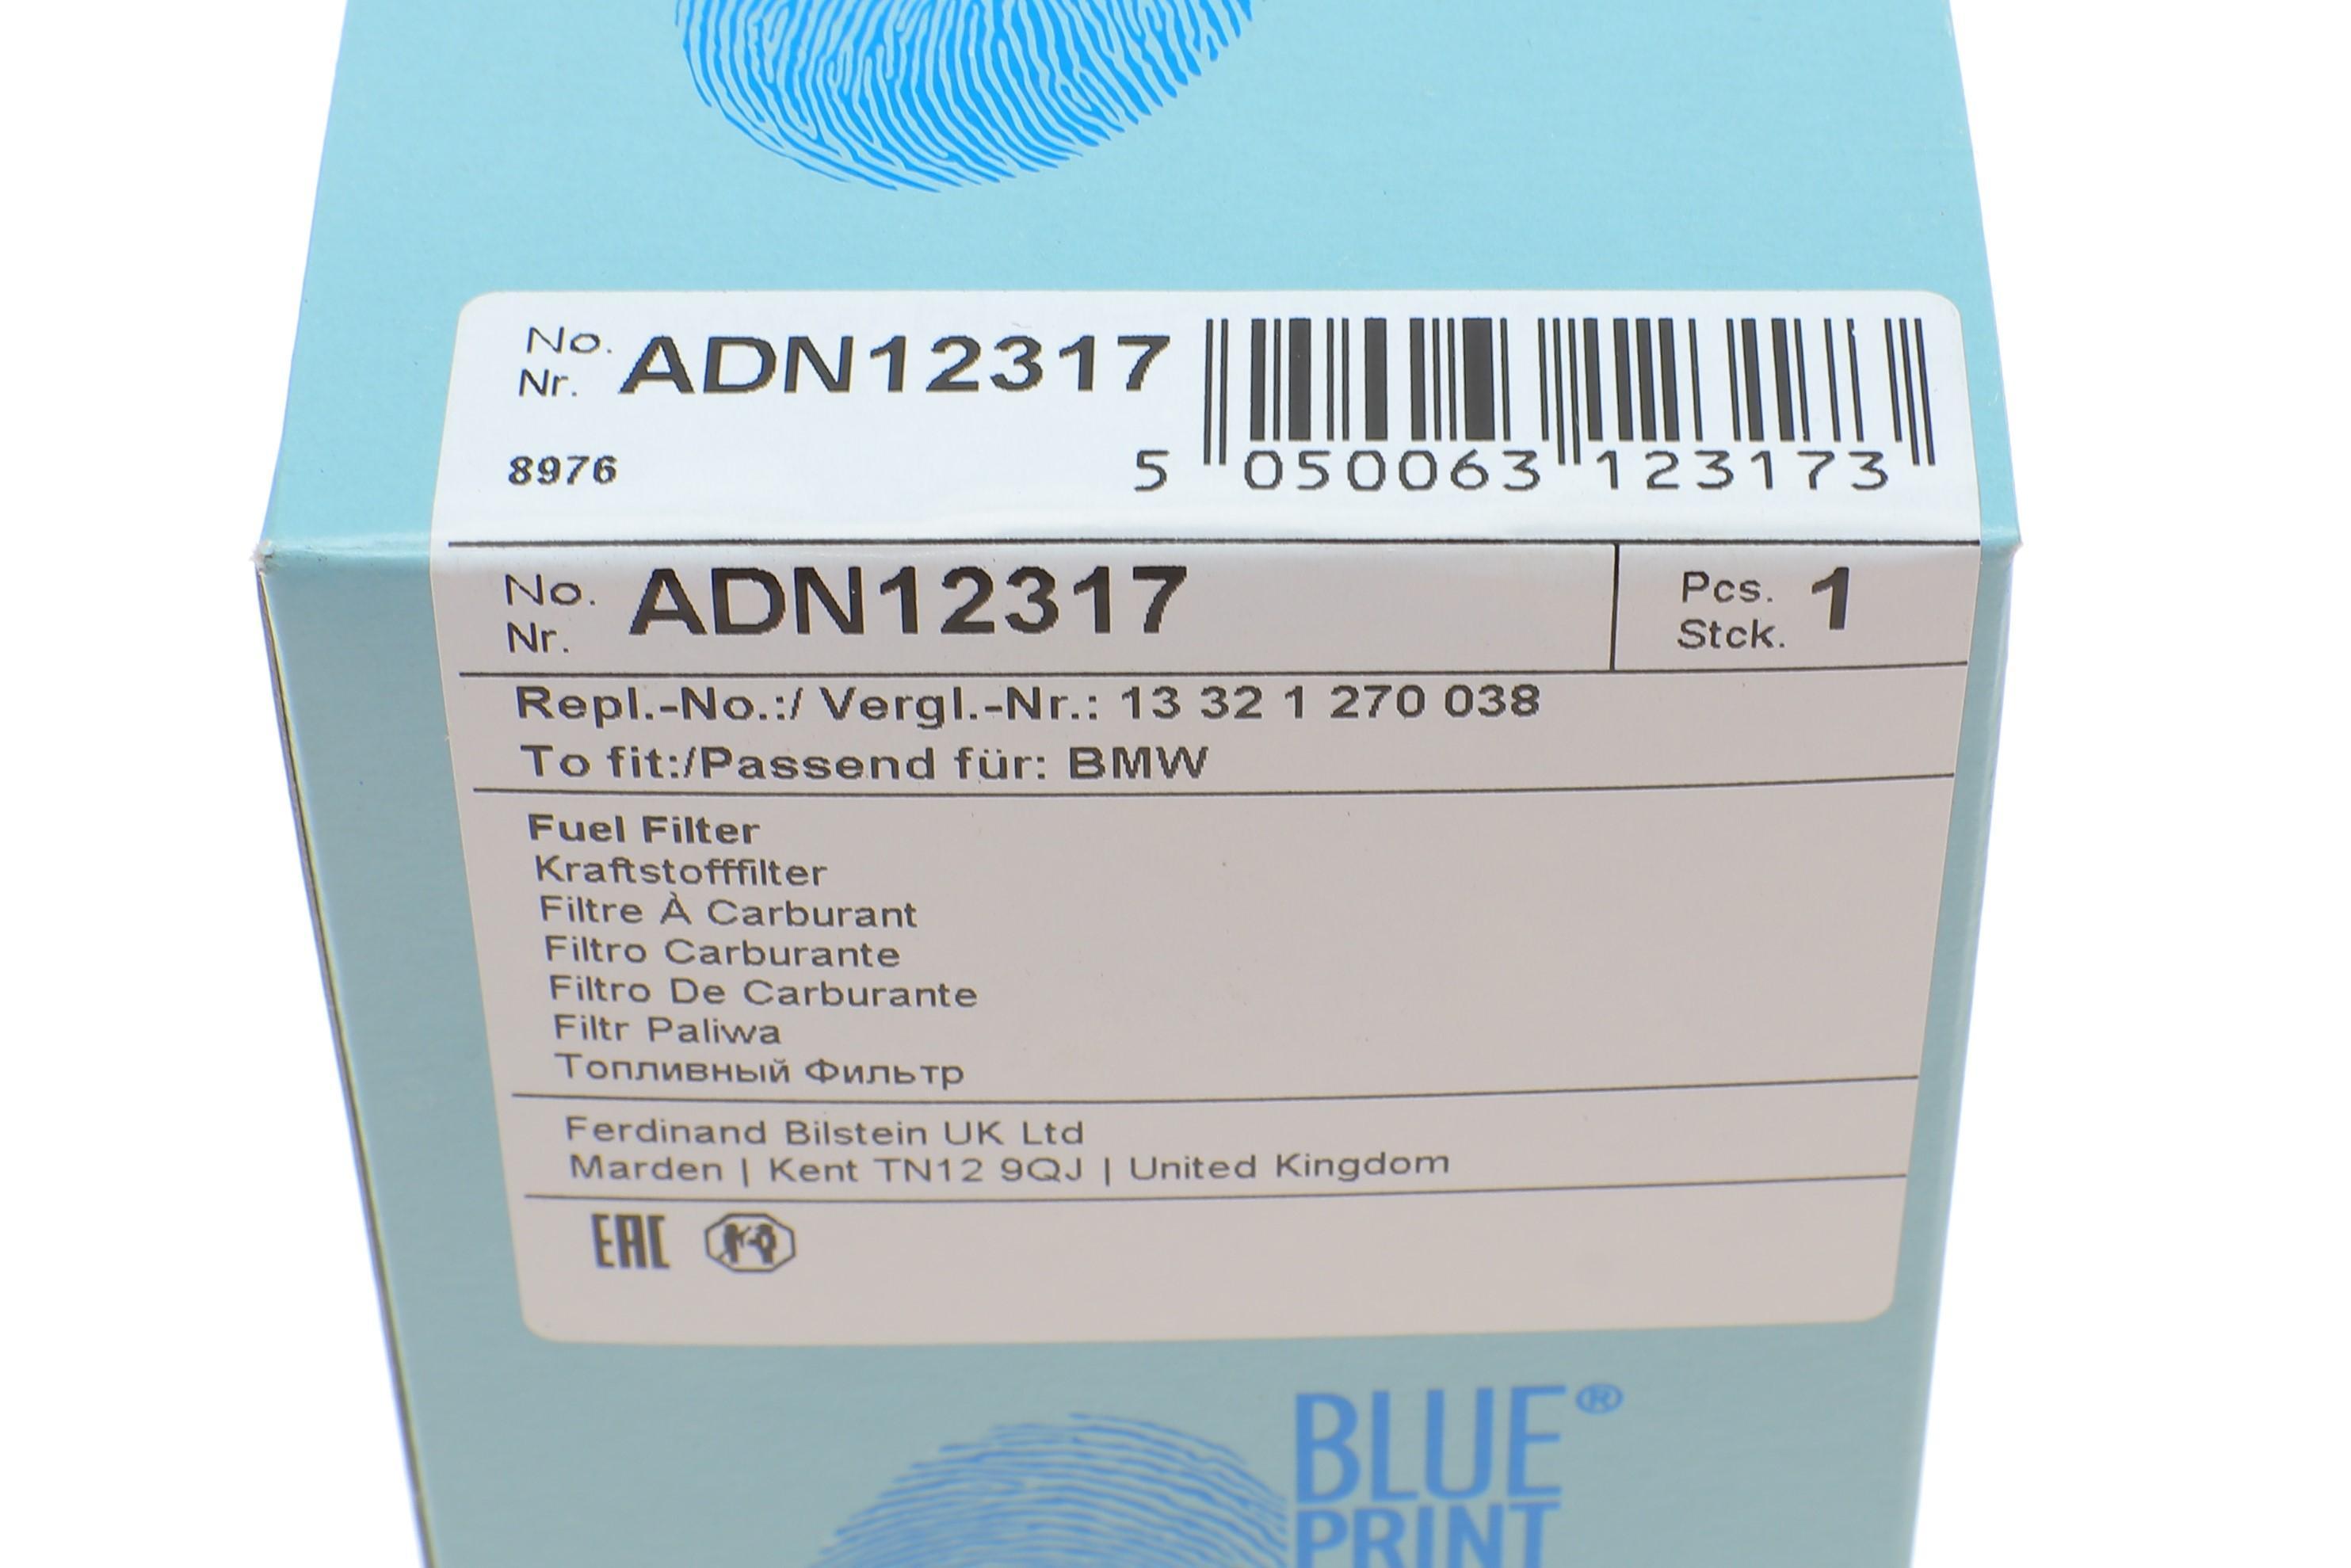 No.
Nr. ADN12317
8976
5 050063 123173
No.
Nr. ADN12317
Pcs.
Stck. 1
Repl.-No.:/ Vergl.-Nr.: 13 32 1 270 038
To fit:/Passend für: BMW
Fuel Filter
Kraftstofffilter
Filtre À Carburant
Filtro Carburante
Filtro De Carburante
Filtr Paliwa
Топливный Фильтр
Ferdinand Bilstein UK Ltd
Marden | Kent TN12 9QJ | United Kingdom
EAC
BLUE®
PRINT